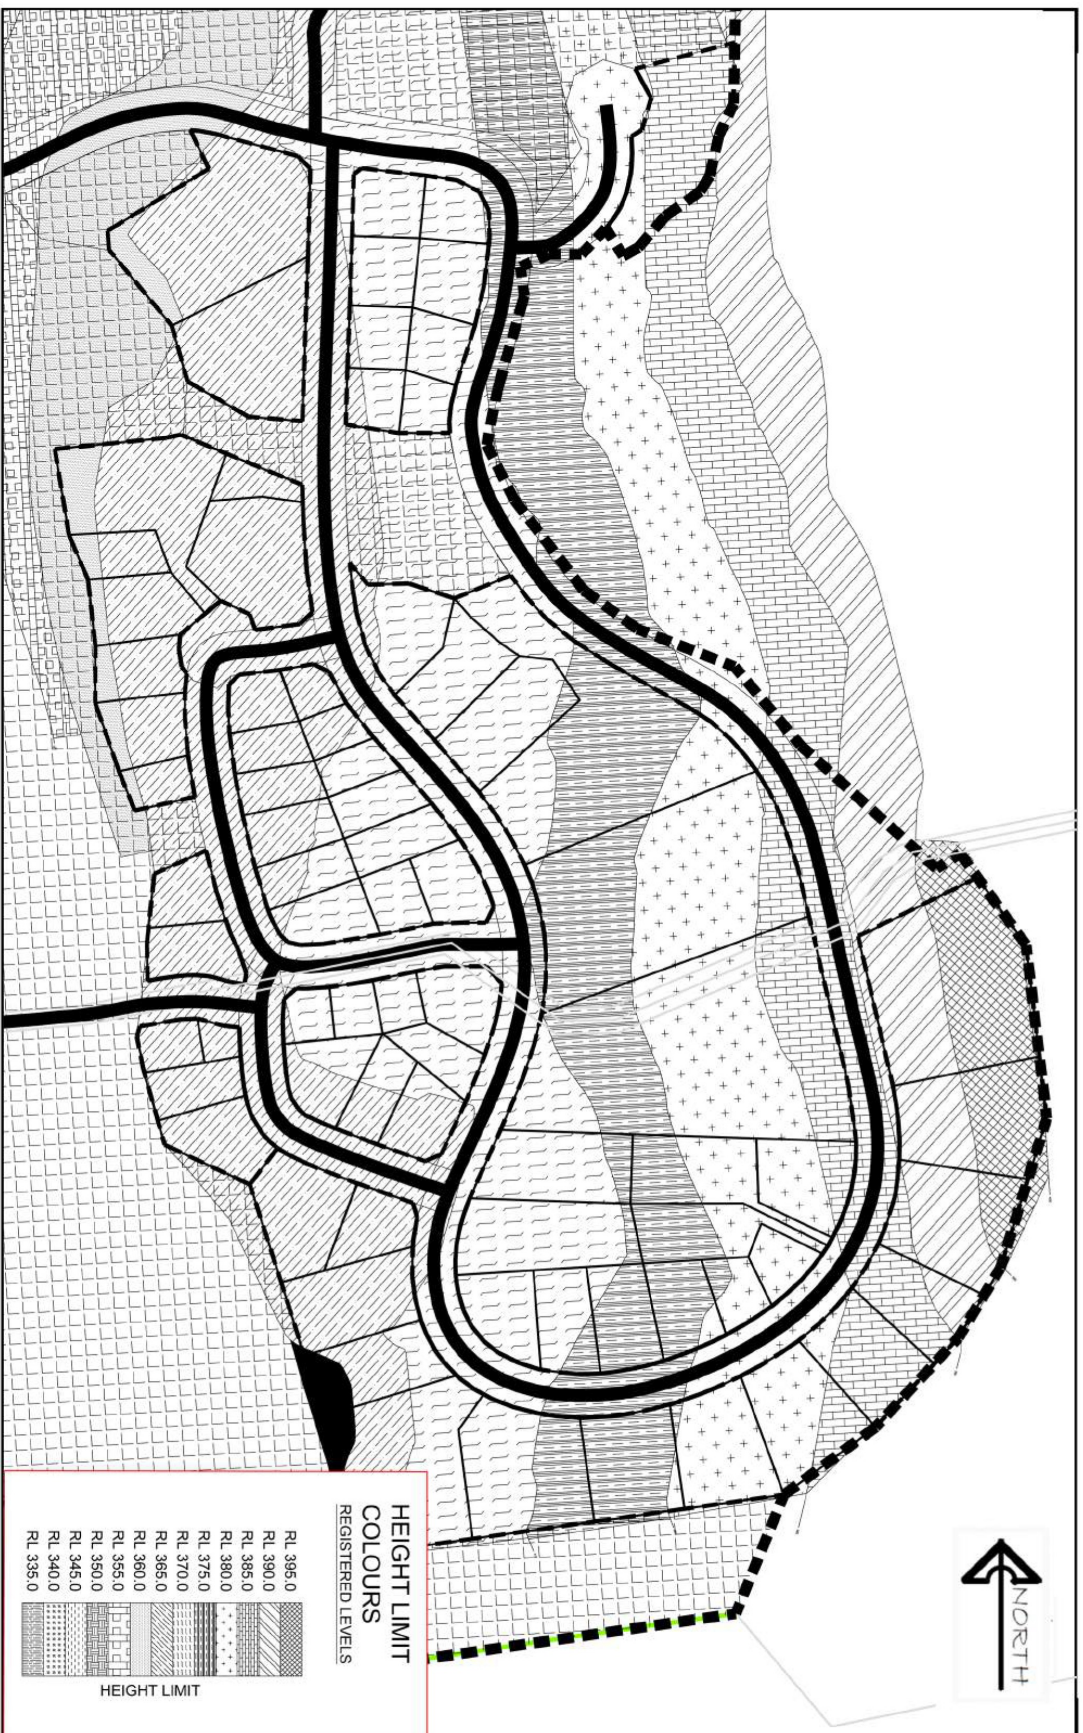 NORTH
HEIGHT LIMIT
COLOURS
REGISTERED LEVELS
RL 395.0
RL 390.0
RL 385.0
RL 380.0
RL 375.0
RL 370.0
RL 365.0
RL 360.0
RL 355.0
RL 350.0
RL 345.0
RL 340.0
RL 335.0
HEIGHT LIMIT